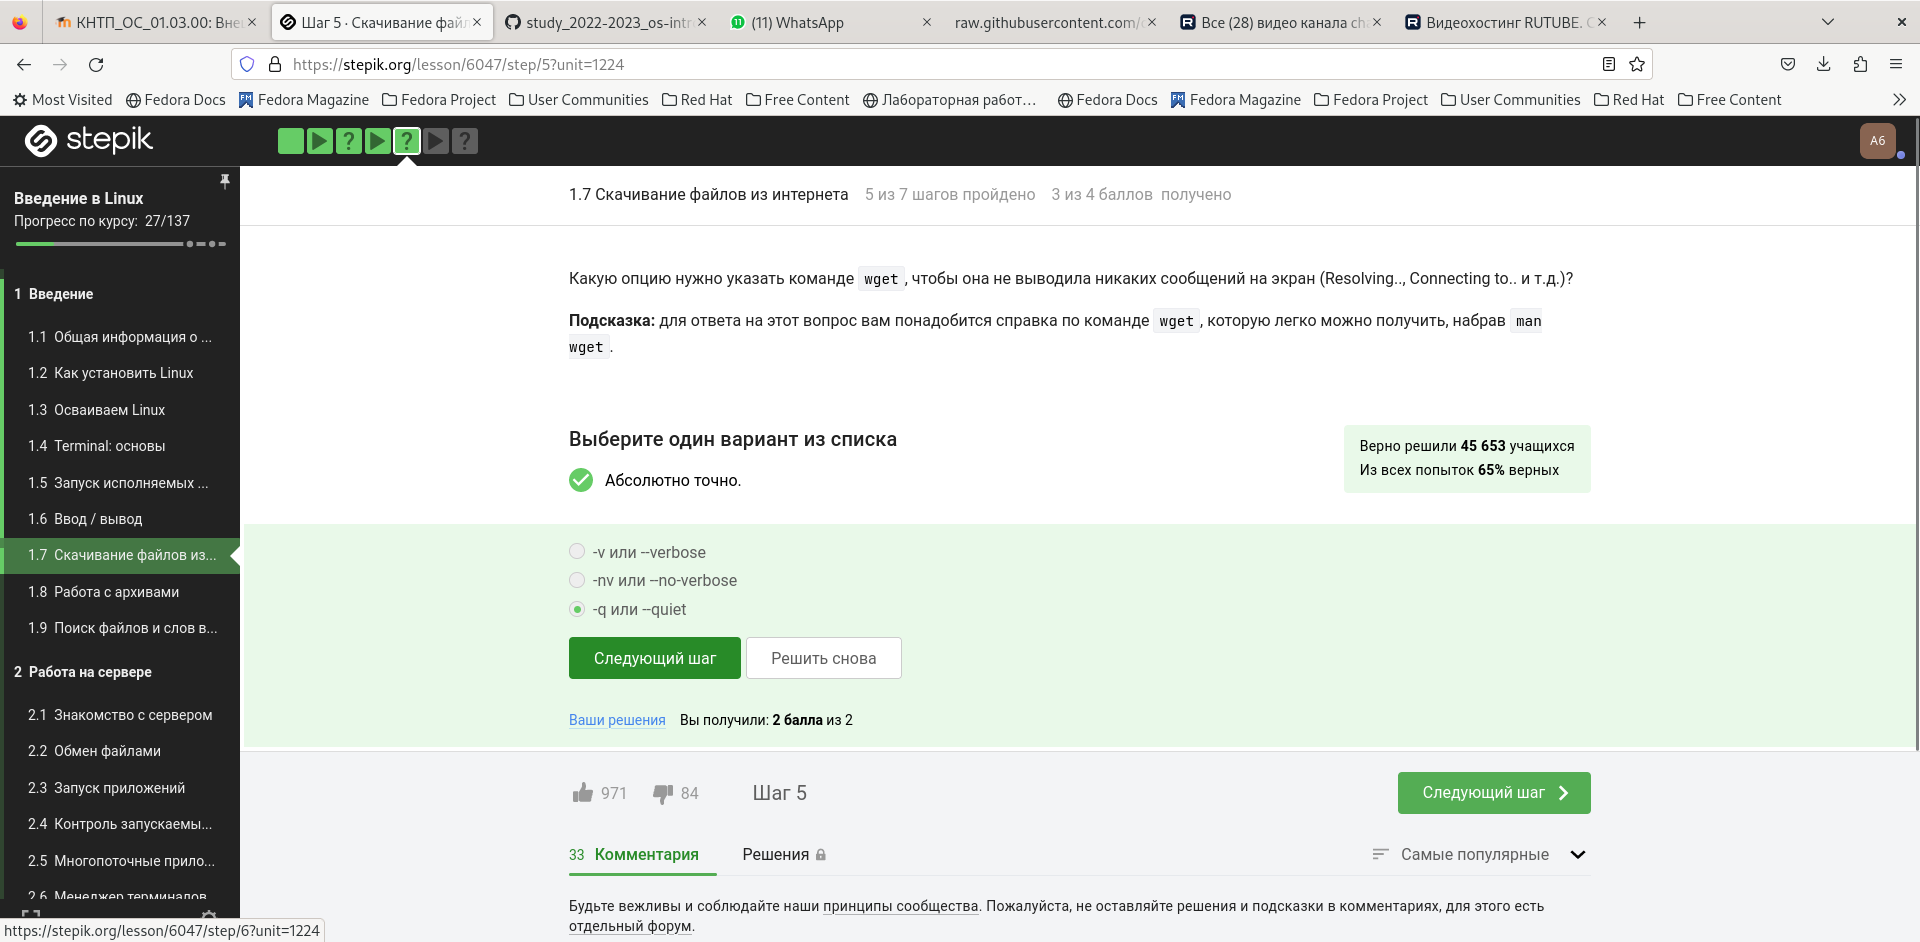 КНТП_ОС_01.03.00: Вне
Шаг 5 · Скачивание фай
study_2022-2023_os-intr
(11) WhatsApp
raw.githubusercontent.com/
Все (28) видео канала ch
Видеохостинг RUTUBE. С
https://stepik.org/lesson/6047/step/5?unit=1224
Most Visited Fedora Docs Fedora Magazine Fedora Project User Communities Red Hat Free Content Лабораторная работ… Fedora Docs Fedora Magazine Fedora Project User Communities Red Hat Free Content
stepik
? ? ?
A6
Введение в Linux
Прогресс по курсу: 27/137
1 Введение
1.1 Общая информация о ...
1.2 Как установить Linux
1.3 Осваиваем Linux
1.4 Terminal: основы
1.5 Запуск исполняемых ...
1.6 Ввод / вывод
1.7 Скачивание файлов из...
1.8 Работа с архивами
1.9 Поиск файлов и слов в...
2 Работа на сервере
2.1 Знакомство с сервером
2.2 Обмен файлами
2.3 Запуск приложений
2.4 Контроль запускаемы...
2.5 Многопоточные прило...
2.6 Менеджер терминалов
https://stepik.org/lesson/6047/step/6?unit=1224
1.7 Скачивание файлов из интернета 5 из 7 шагов пройдено 3 из 4 баллов получено
Какую опцию нужно указать команде wget, чтобы она не выводила никаких сообщений на экран (Resolving.., Connecting to.. и т.д.)?
Подсказка: для ответа на этот вопрос вам понадобится справка по команде wget, которую легко можно получить, набрав man
wget.
Выберите один вариант из списка
Абсолютно точно.
Верно решили 45 653 учащихся
Из всех попыток 65% верных
-v или --verbose
-nv или --no-verbose
-q или --quiet
Следующий шаг Решить снова
Ваши решения Вы получили: 2 балла из 2
971 84 Шаг 5 Следующий шаг
33 Комментария Решения Самые популярные
Будьте вежливы и соблюдайте наши принципы сообщества. Пожалуйста, не оставляйте решения и подсказки в комментариях, для этого есть
отдельный форум.